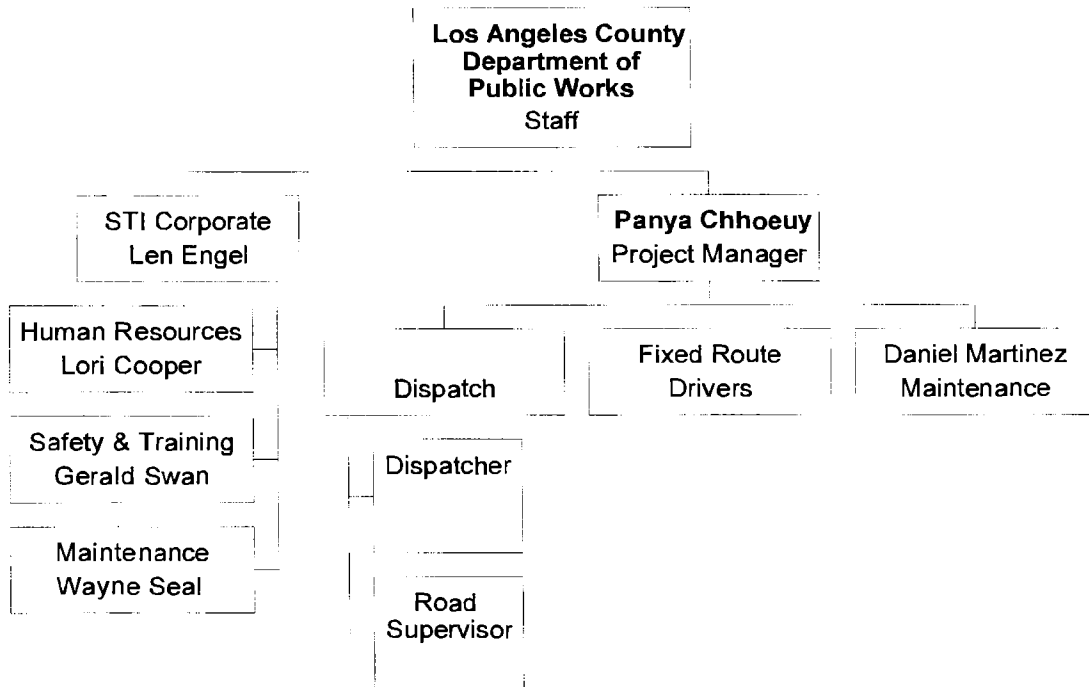 Los Angeles County
Department of
Public Works
Staff
STI Corporate
Len Engel
Panya Chhoeuy
Project Manager
Human Resources
Lori Cooper
Dispatch
Fixed Route
Drivers
Daniel Martinez
Maintenance
Safety & Training
Gerald Swan
Dispatcher
Maintenance
Wayne Seal
Road
Supervisor